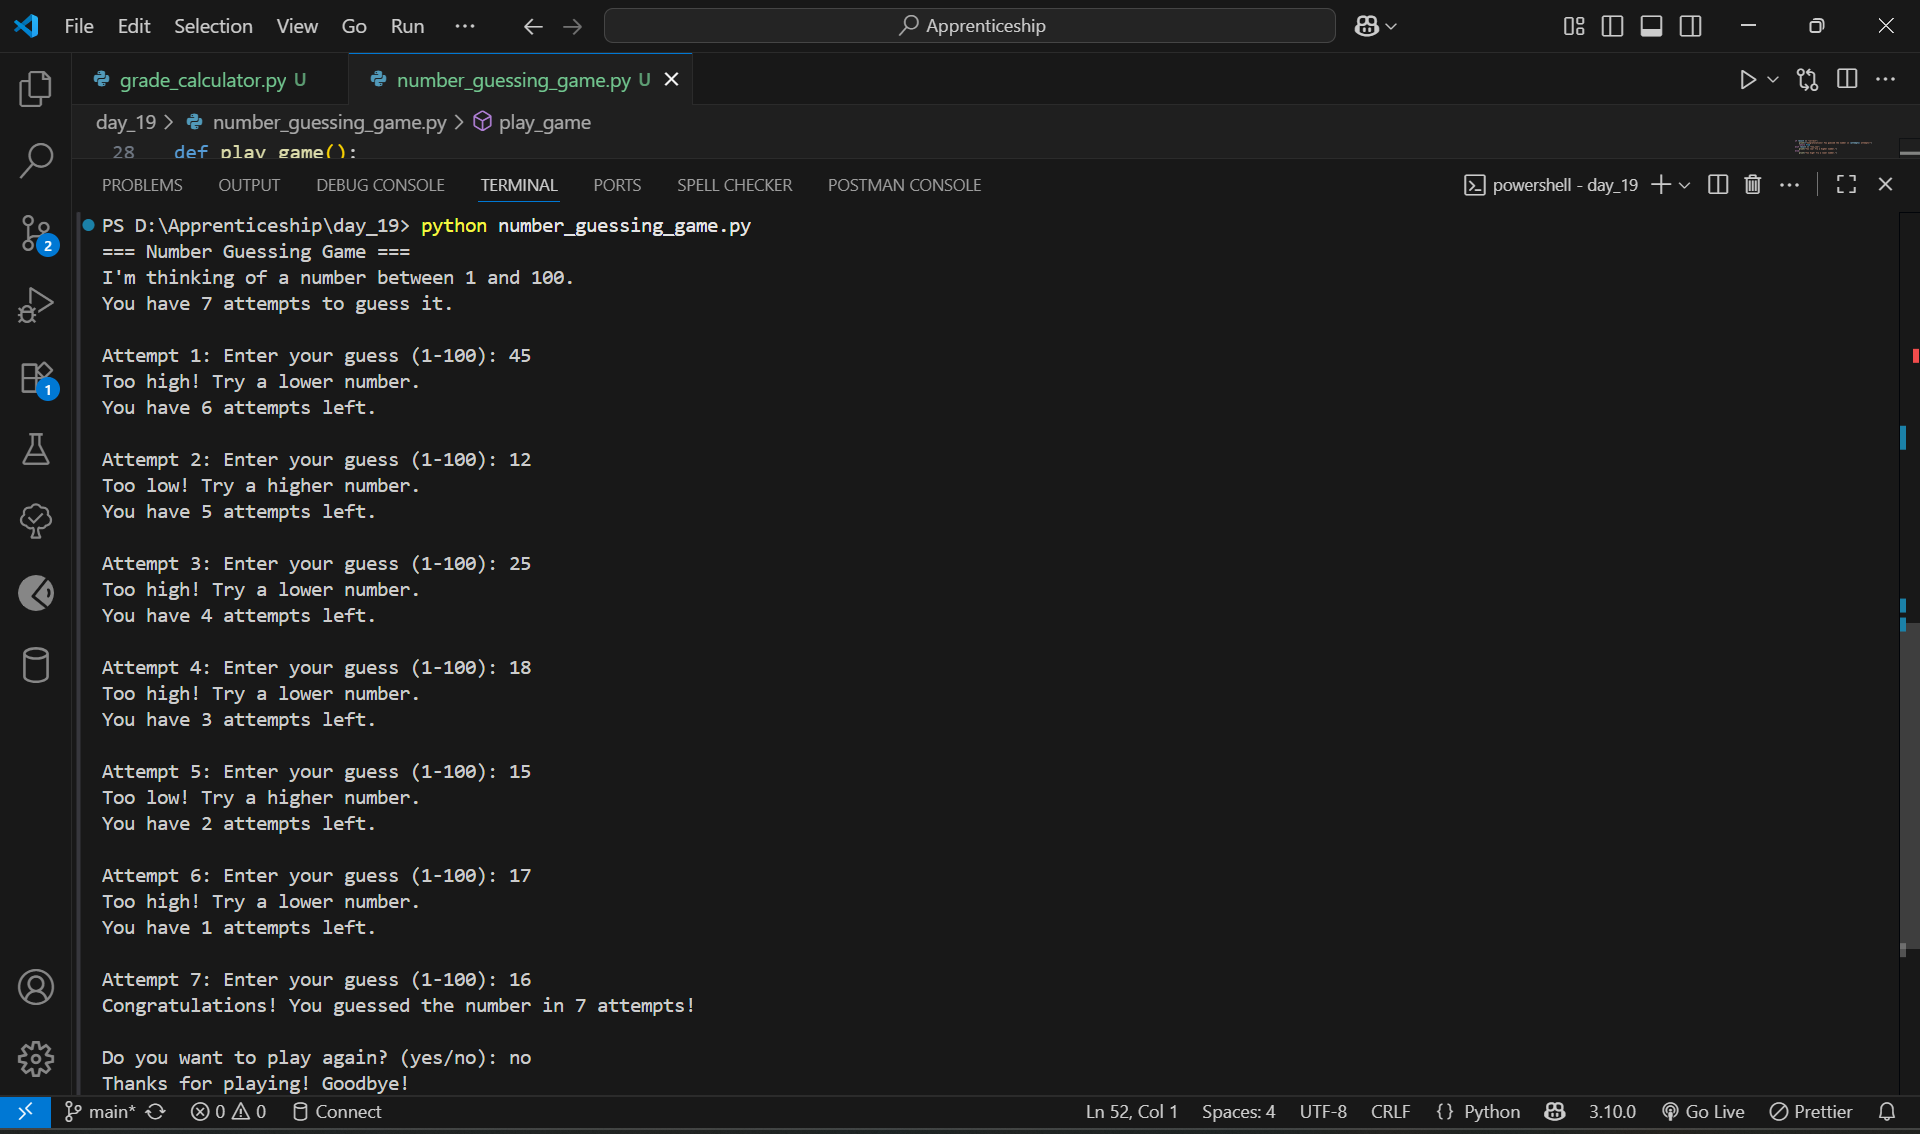 File Edit Selection View Go Run ··· Apprenticeship
grade_calculator.py U number_guessing_game.py U
day_19 > number_guessing_game.py > play_game
28 def play_game():
PROBLEMS OUTPUT DEBUG CONSOLE TERMINAL PORTS SPELL CHECKER POSTMAN CONSOLE powershell - day_19
PS D:\Apprenticeship\day_19> python number_guessing_game.py
=== Number Guessing Game ===
I'm thinking of a number between 1 and 100.
You have 7 attempts to guess it.
Attempt 1: Enter your guess (1-100): 45
Too high! Try a lower number.
You have 6 attempts left.
Attempt 2: Enter your guess (1-100): 12
Too low! Try a higher number.
You have 5 attempts left.
Attempt 3: Enter your guess (1-100): 25
Too high! Try a lower number.
You have 4 attempts left.
Attempt 4: Enter your guess (1-100): 18
Too high! Try a lower number.
You have 3 attempts left.
Attempt 5: Enter your guess (1-100): 15
Too low! Try a higher number.
You have 2 attempts left.
Attempt 6: Enter your guess (1-100): 17
Too high! Try a lower number.
You have 1 attempts left.
Attempt 7: Enter your guess (1-100): 16
Congratulations! You guessed the number in 7 attempts!
Do you want to play again? (yes/no): no
Thanks for playing! Goodbye!
2
1
main* 0 0 Connect Ln 52, Col 1 Spaces: 4 UTF-8 CRLF {} Python 3.10.0 Go Live Prettier